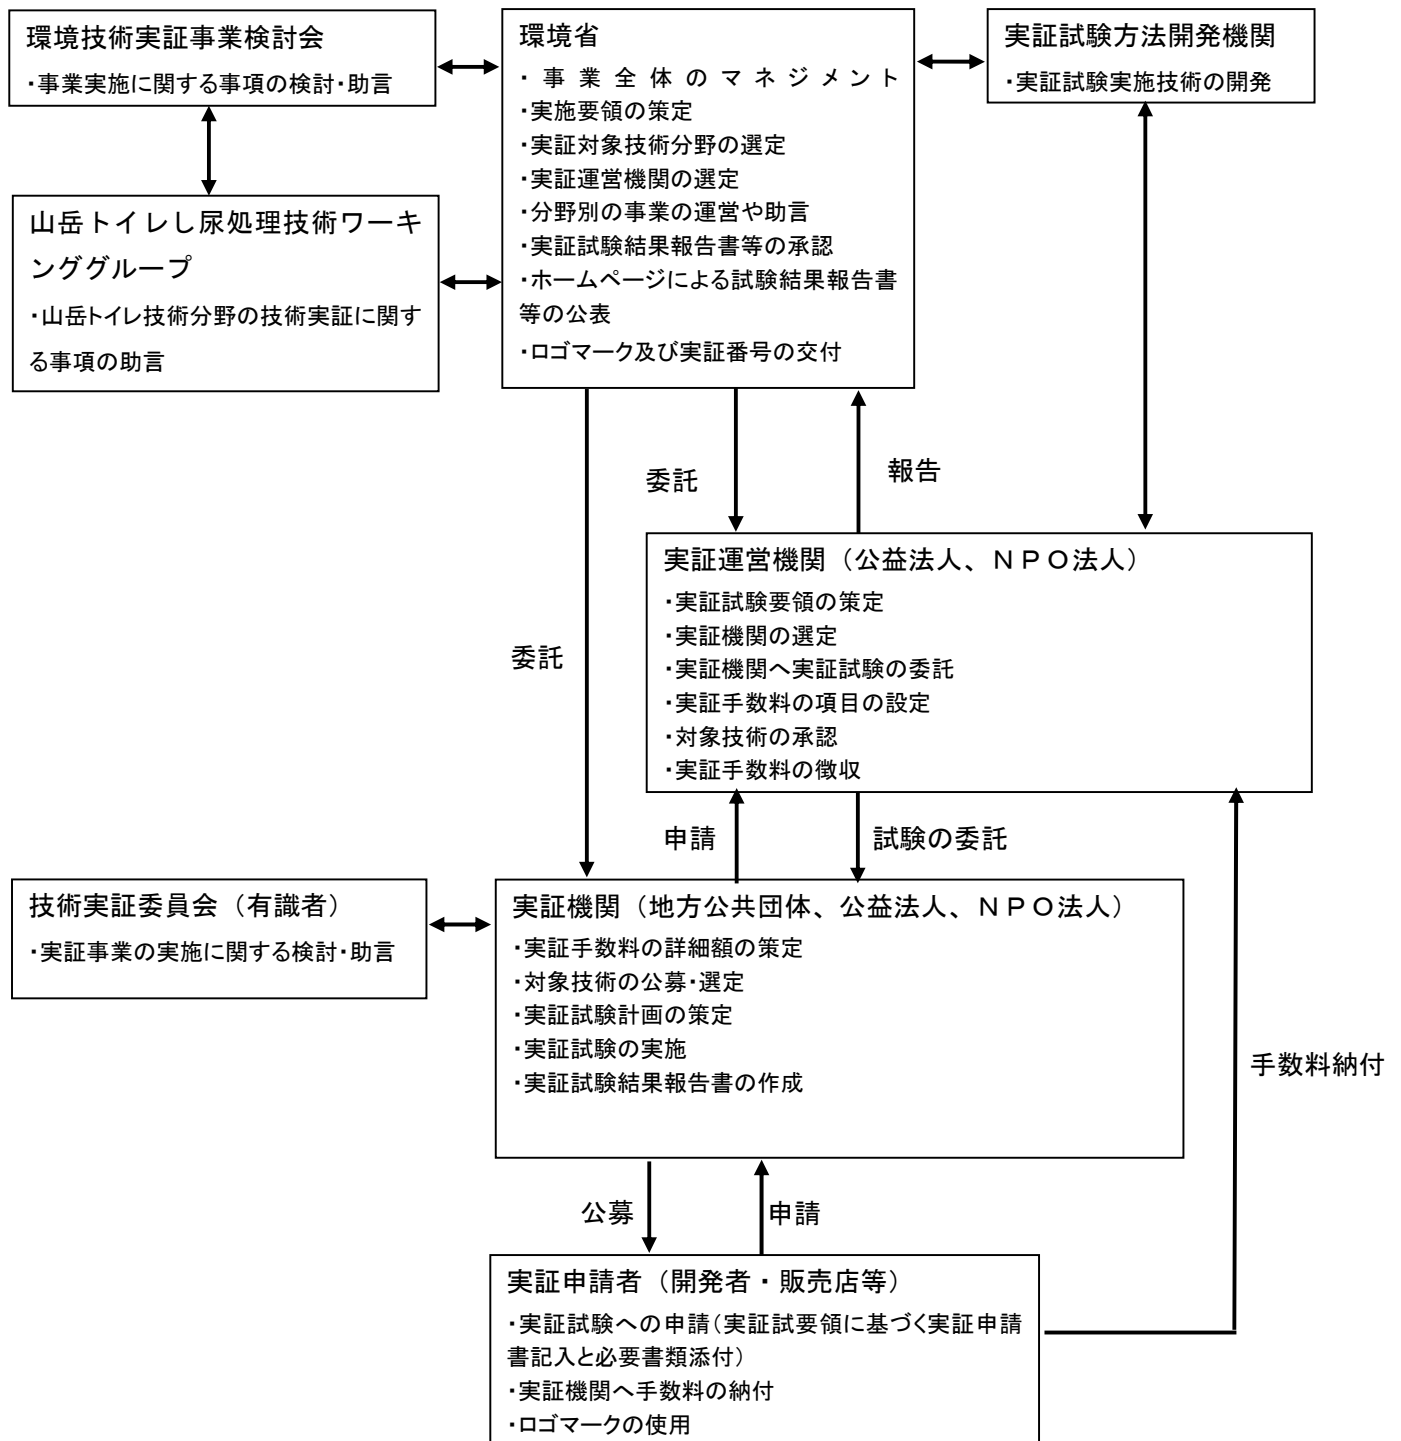 環境技術実証事業検討会
・事業実施に関する事項の検討・助言
環境省
・事業全体のマネジメント
・実施要領の策定
・実証対象技術分野の選定
・実証運営機関の選定
・分野別の事業の運営や助言
・実証試験結果報告書等の承認
・ホームページによる試験結果報告書
等の公表
・ロゴマーク及び実証番号の交付
実証試験方法開発機関
・実証試験実施技術の開発
山岳トイレし尿処理技術ワーキ
ンググループ
・山岳トイレ技術分野の技術実証に関す
る事項の助言
委託
報告
委託
実証運営機関（公益法人、ＮＰＯ法人）
・実証試験要領の策定
・実証機関の選定
・実証機関へ実証試験の委託
・実証手数料の項目の設定
・対象技術の承認
・実証手数料の徴収
申請
試験の委託
技術実証委員会（有識者）
・実証事業の実施に関する検討・助言
実証機関（地方公共団体、公益法人、ＮＰＯ法人）
・実証手数料の詳細額の策定
・対象技術の公募・選定
・実証試験計画の策定
・実証試験の実施
・実証試験結果報告書の作成
手数料納付
公募
申請
実証申請者（開発者・販売店等）
・実証試験への申請（実証試要領に基づく実証申請
書記入と必要書類添付）
・実証機関へ手数料の納付
・ロゴマークの使用